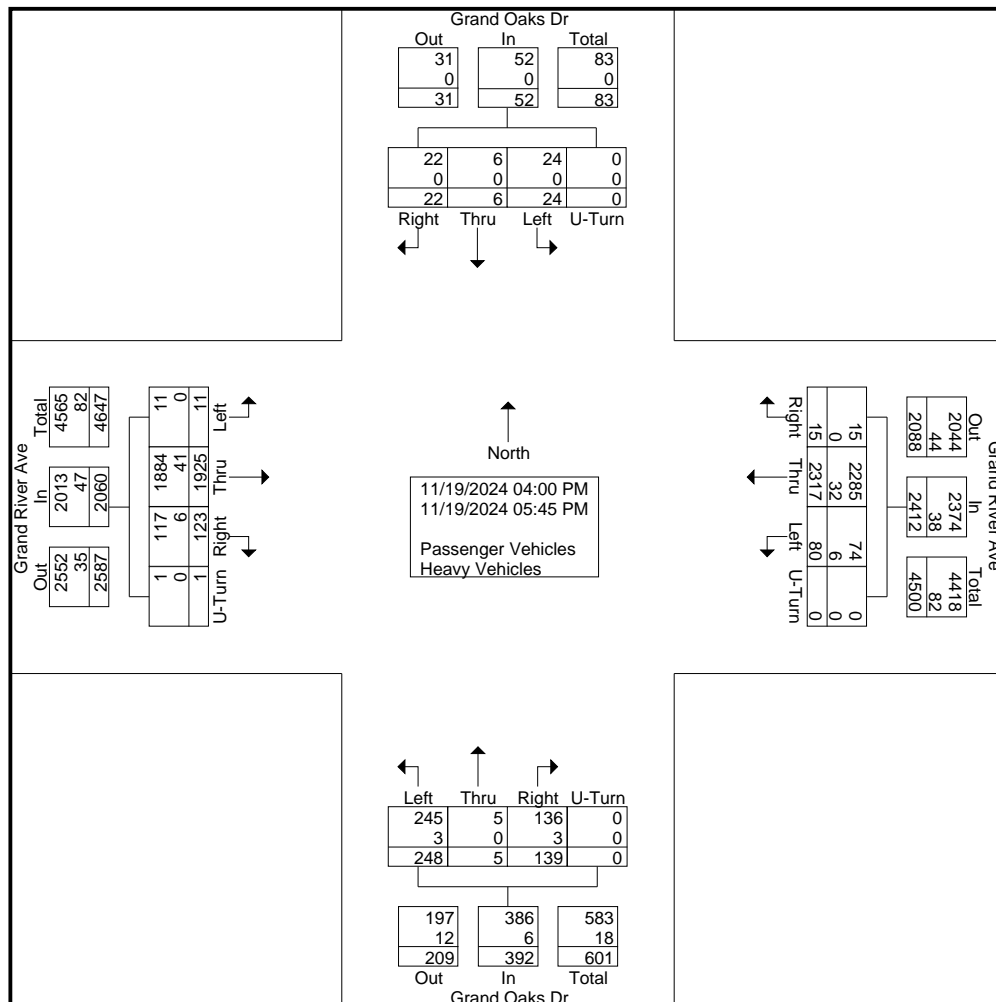 Grand Oaks Dr
Out In Total
31 52 83
0 0 0
31 52 83
22 6 24 0
0 0 0 0
22 6 24 0
Right Thru Left U-Turn
Grand River Ave
Total In Out
4565 2013 2552
82 47 35
4647 2060 2587
11 1884 117 1
0 41 6 0
11 1925 123 1
Left Thru Right U-Turn
North
11/19/2024 04:00 PM
11/19/2024 05:45 PM
Passenger Vehicles
Heavy Vehicles
Right Thru Left U-Turn
15 2317 80 0
0 32 6 0
15 2285 74 0
2088 2412 4500
44 38 82
2044 2374 4418
Out In Total
Grand River Ave
Left Thru Right U-Turn
245 5 136 0
3 0 3 0
248 5 139 0
197 386 583
12 6 18
209 392 601
Out In Total
Grand Oaks Dr